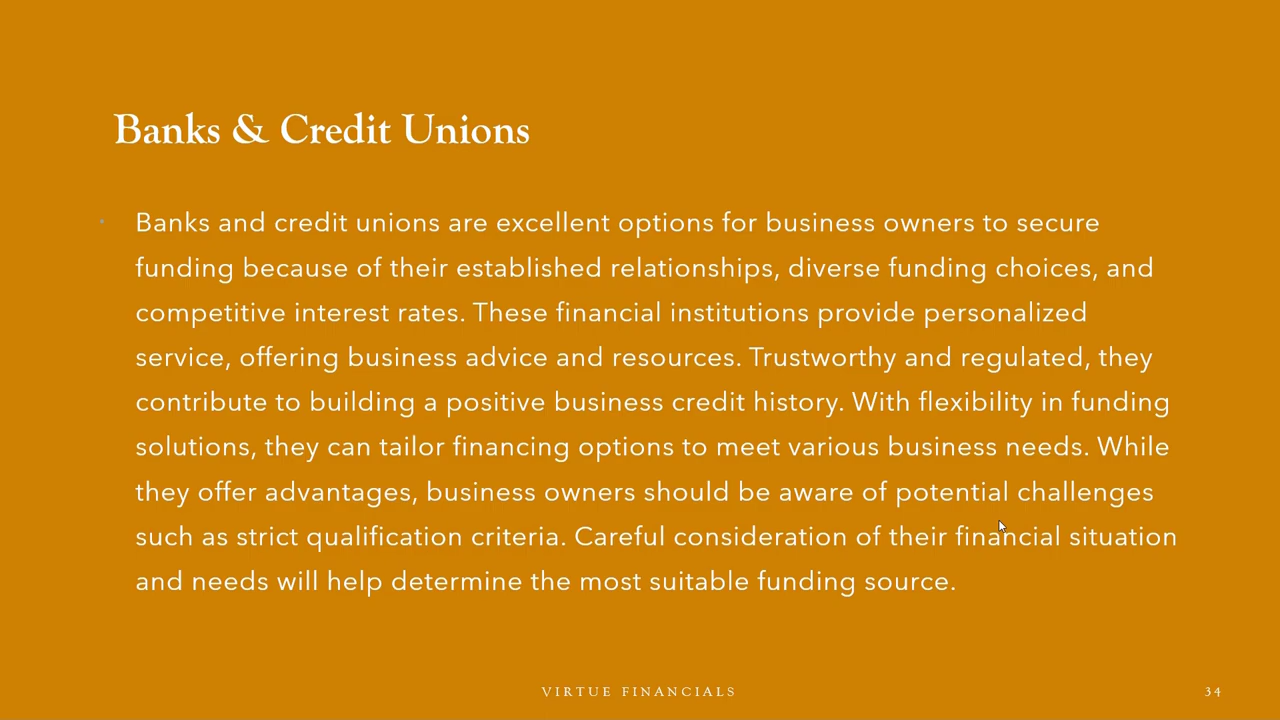 Banks & Credit Unions
Banks and credit unions are excellent options for business owners to secure
funding because of their established relationships, diverse funding choices, and
competitive interest rates. These financial institutions provide personalized
service, offering business advice and resources. Trustworthy and regulated, they
contribute to building a positive business credit history. With flexibility in funding
solutions, they can tailor financing options to meet various business needs. While
they offer advantages, business owners should be aware of potential challenges
such as strict qualification criteria. Careful consideration of their financial situation
and needs will help determine the most suitable funding source.
VIRTUE FINANCIALS
34